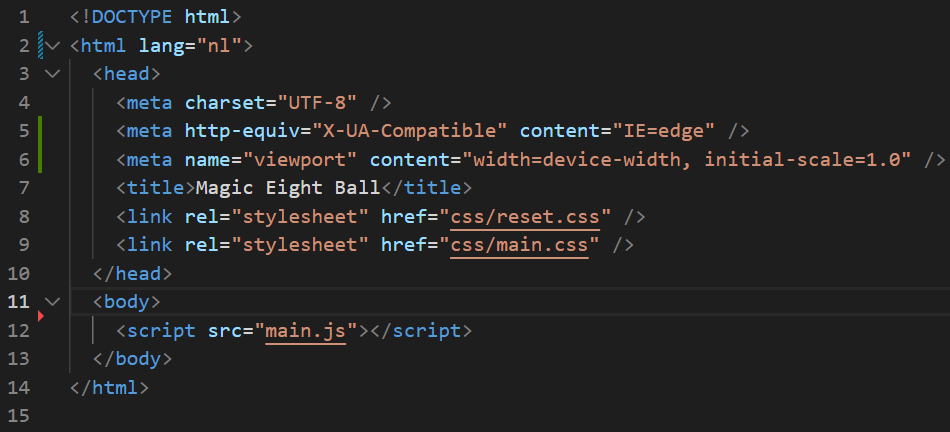 1 <!DOCTYPE html>
2 <html lang="nl">
3 <head>
4 <meta charset="UTF-8" />
5 <meta http-equiv="X-UA-Compatible" content="IE=edge" />
6 <meta name="viewport" content="width=device-width, initial-scale=1.0" />
7 <title>Magic Eight Ball</title>
8 <link rel="stylesheet" href="css/reset.css" />
9 <link rel="stylesheet" href="css/main.css" />
10 </head>
11 <body>
12 <script src="main.js"></script>
13 </body>
14 </html>
15